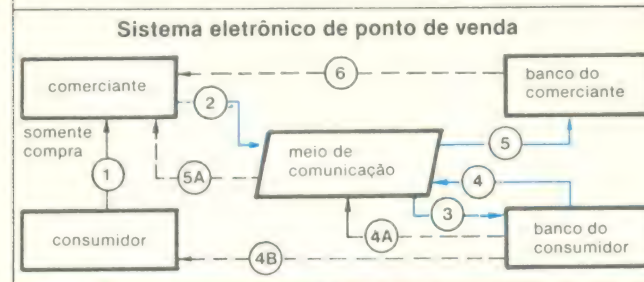 Sistema eletrônico de ponto de venda
comerciante
6
banco do
comerciante
2
somente
compra
meio de
comunicação
5
1
5A
4
3
consumidor
4A
banco do
consumidor
4B